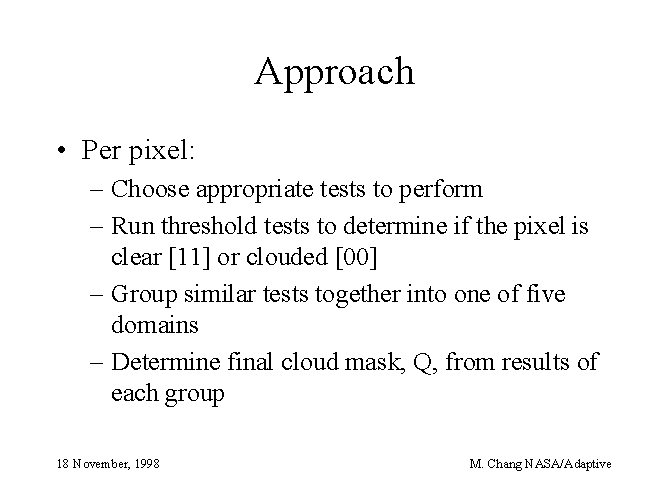 Approach
• Per pixel:
– Choose appropriate tests to perform
– Run threshold tests to determine if the pixel is
clear [11] or clouded [00]
– Group similar tests together into one of five
domains
– Determine final cloud mask, Q, from results of
each group
18 November, 1998
M. Chang NASA/Adaptive